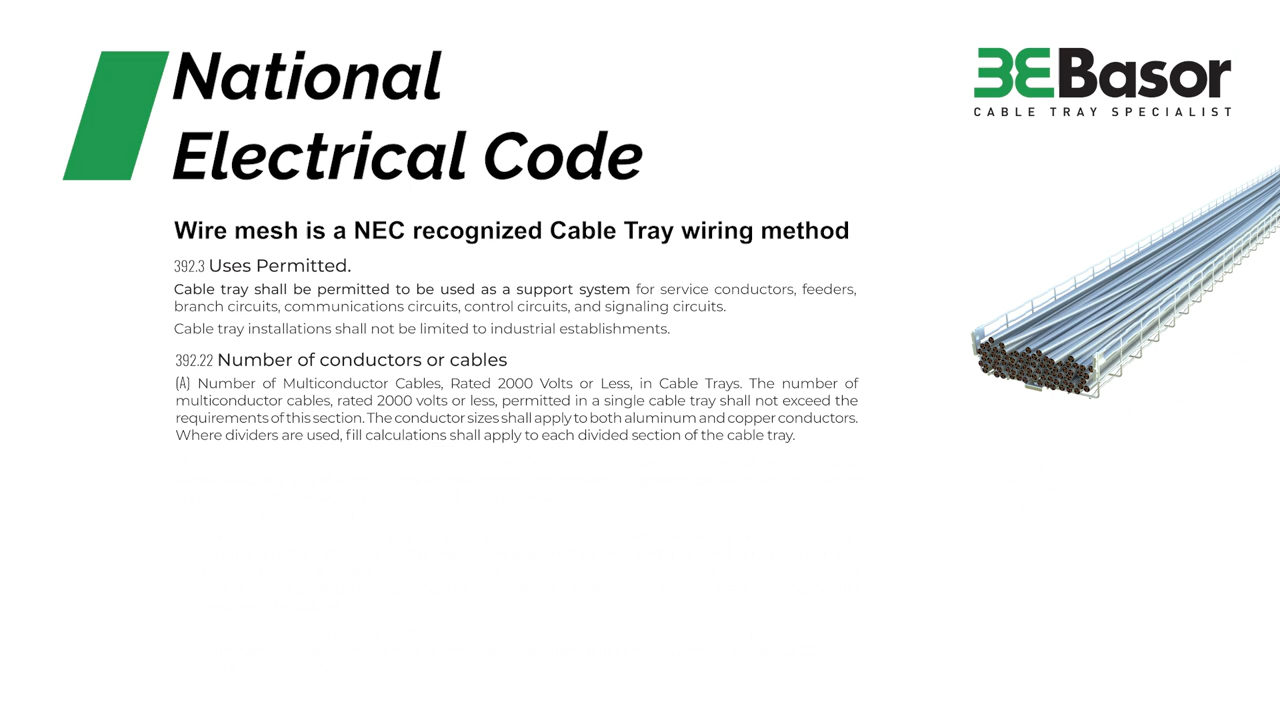 National
Electrical Code
Basor
CABLE TRAY SPECIALIST
Wire mesh is a NEC recognized Cable Tray wiring method
392.3 Uses Permitted.
Cable tray shall be permitted to be used as a support system for service conductors, feeders,
branch circuits, communications circuits, control circuits, and signaling circuits.
Cable tray installations shall not be limited to industrial establishments.
392.22 Number of conductors or cables
(A) Number of Multiconductor Cables, Rated 2000 Volts or Less, in Cable Trays. The number of
multiconductor cables, rated 2000 volts or less, permitted in a single cable tray shall not exceed the
requirements of this section. The conductor sizes shall apply to both aluminum and copper conductors.
Where dividers are used, fill calculations shall apply to each divided section of the cable tray.